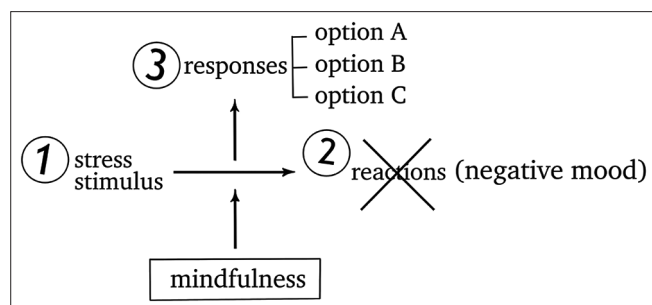 option A
3 responses
option B
option C
1 stress
stimulus
2 reactions (negative mood)
mindfulness